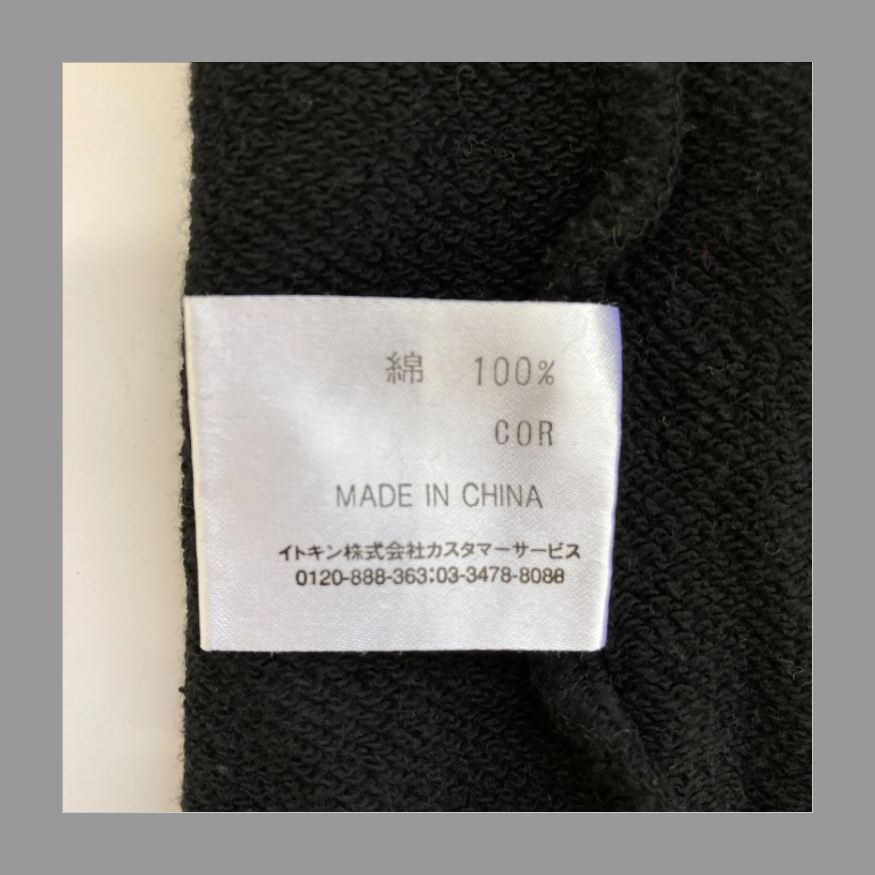 綿 100%
COR
MADE IN CHINA
イトキン株式会社カスタマーサービス
0120-888-363:03-3478-8088